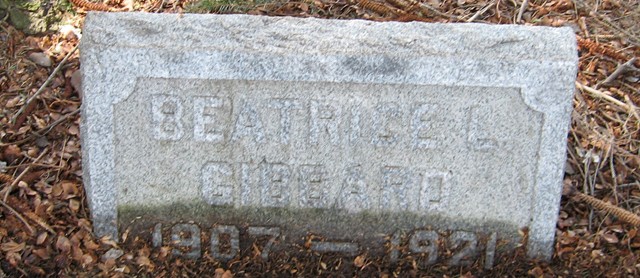 BEATRICE L
GIBBARD
1907 — 1921